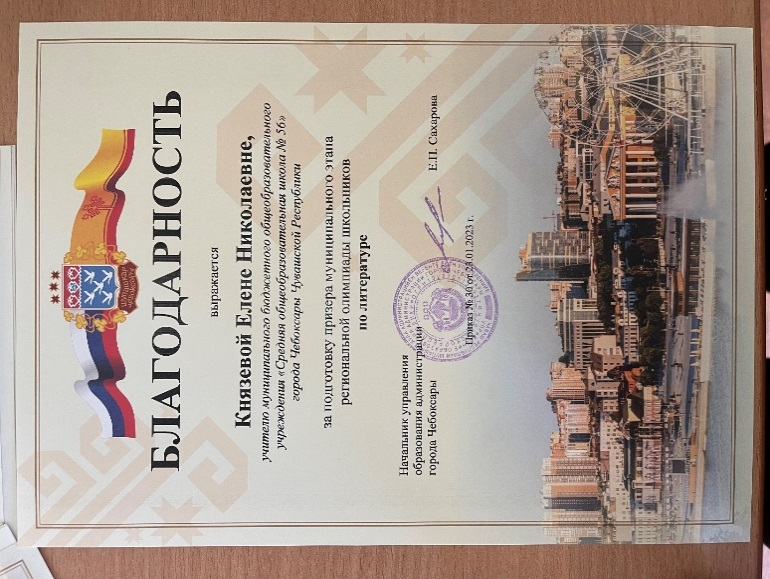 БЛАГОДАРНОСТЬ
выражается
Князевой Елене Николаевне,
учителю муниципального бюджетного общеобразовательного
учреждения «Средняя общеобразовательная школа № 56»
города Чебоксары Чувашской Республики
за подготовку призера муниципального этапа
региональной олимпиады школьников
по литературе
Начальник управления
образования администрации
города Чебоксары
Е.П. Сахарова
Приказ № 30 от 23.01.2023 г.